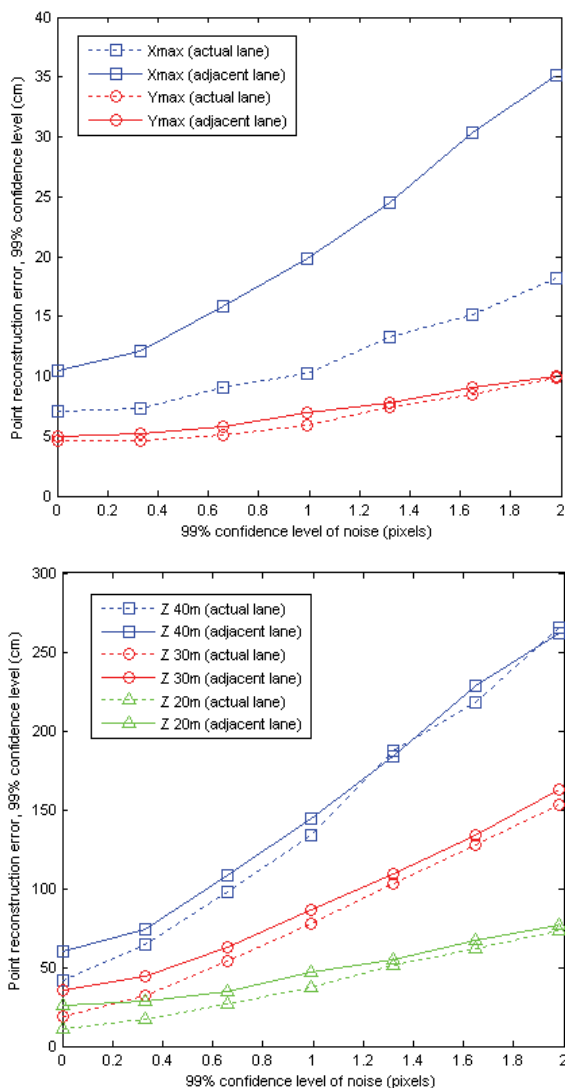 40
35
30
25
20
15
10
5
0
Point reconstruction error, 99% confidence level (cm)
Xmax (actual lane)
Xmax (adjacent lane)
Ymax (actual lane)
Ymax (adjacent lane)
0 0.2 0.4 0.6 0.8 1 1.2 1.4 1.6 1.8 2
99% confidence level of noise (pixels)
300
250
200
150
100
50
0
Point reconstruction error, 99% confidence level (cm)
Z 40m (actual lane)
Z 40m (adjacent lane)
Z 30m (actual lane)
Z 30m (adjacent lane)
Z 20m (actual lane)
Z 20m (adjacent lane)
0 0.2 0.4 0.6 0.8 1 1.2 1.4 1.6 1.8 2
99% confidence level of noise (pixels)